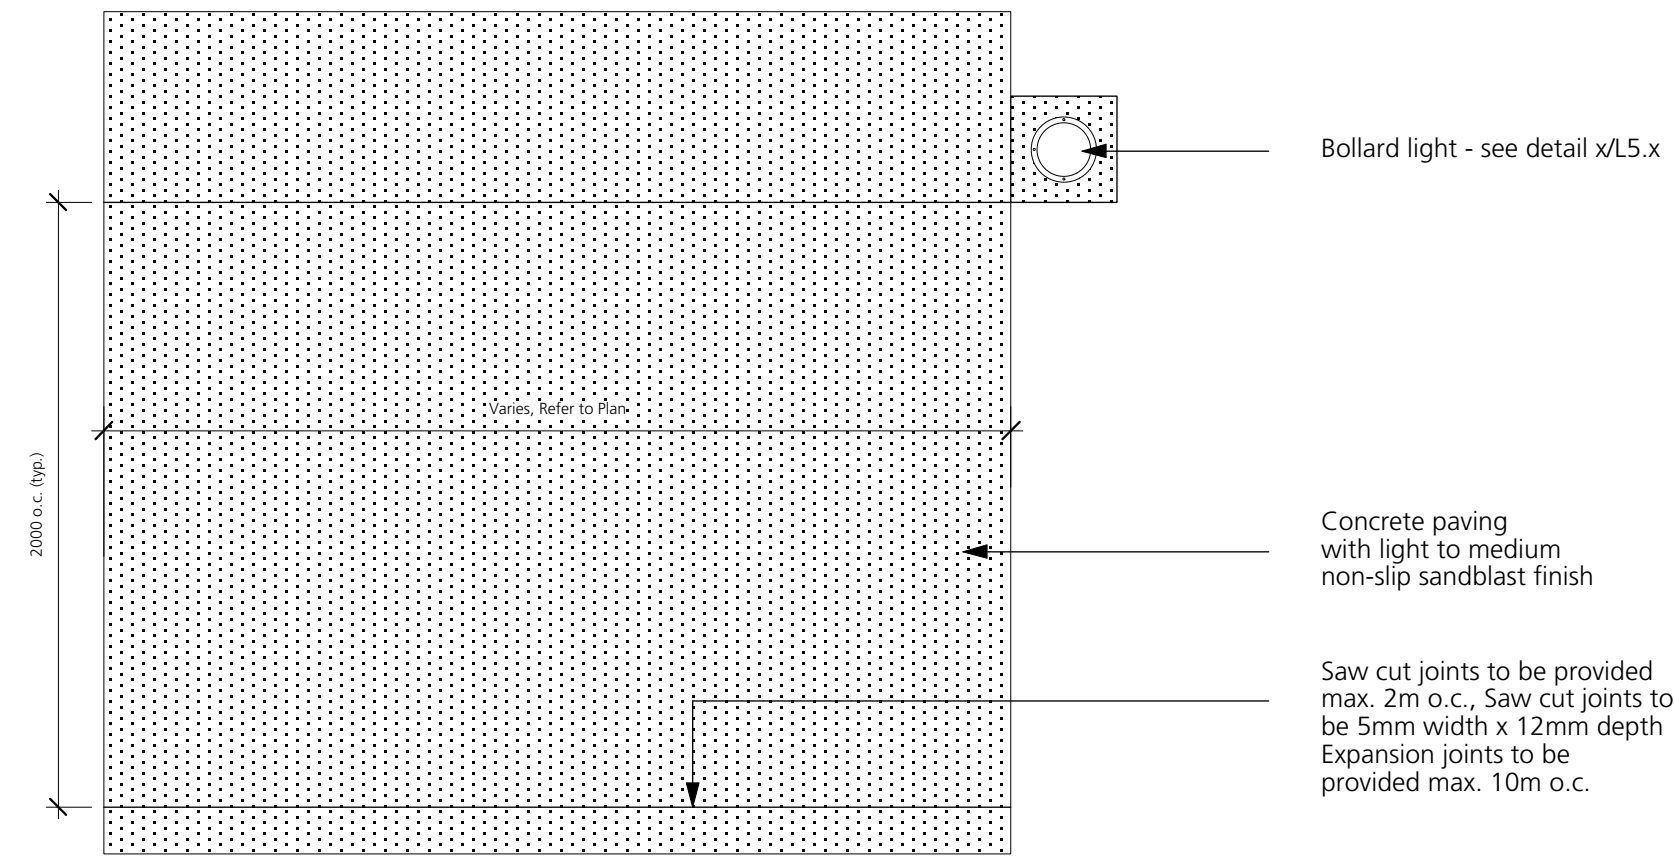 Bollard light - see detail x/L5.x
Varies, Refer to Plan
2000 o.c. (typ.)
Concrete paving
with light to medium
non-slip sandblast finish
Saw cut joints to be provided
max. 2m o.c., Saw cut joints to
be 5mm width x 12mm depth
Expansion joints to be
provided max. 10m o.c.